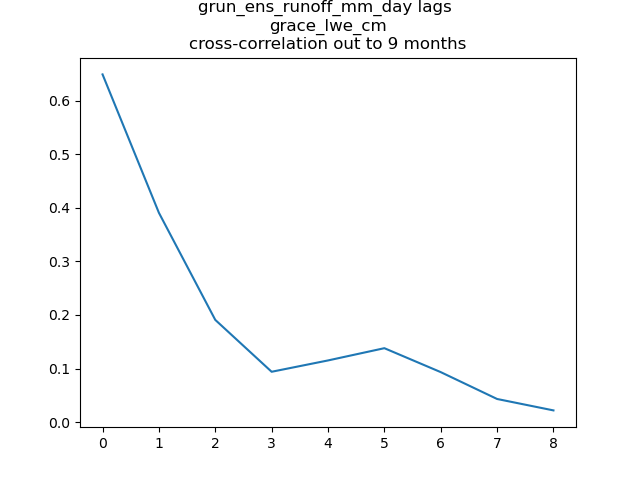 grun_ens_runoff_mm_day lags
grace_lwe_cm
cross-correlation out to 9 months
0.6
0.5
0.4
0.3
0.2
0.1
0.0
0 1 2 3 4 5 6 7 8